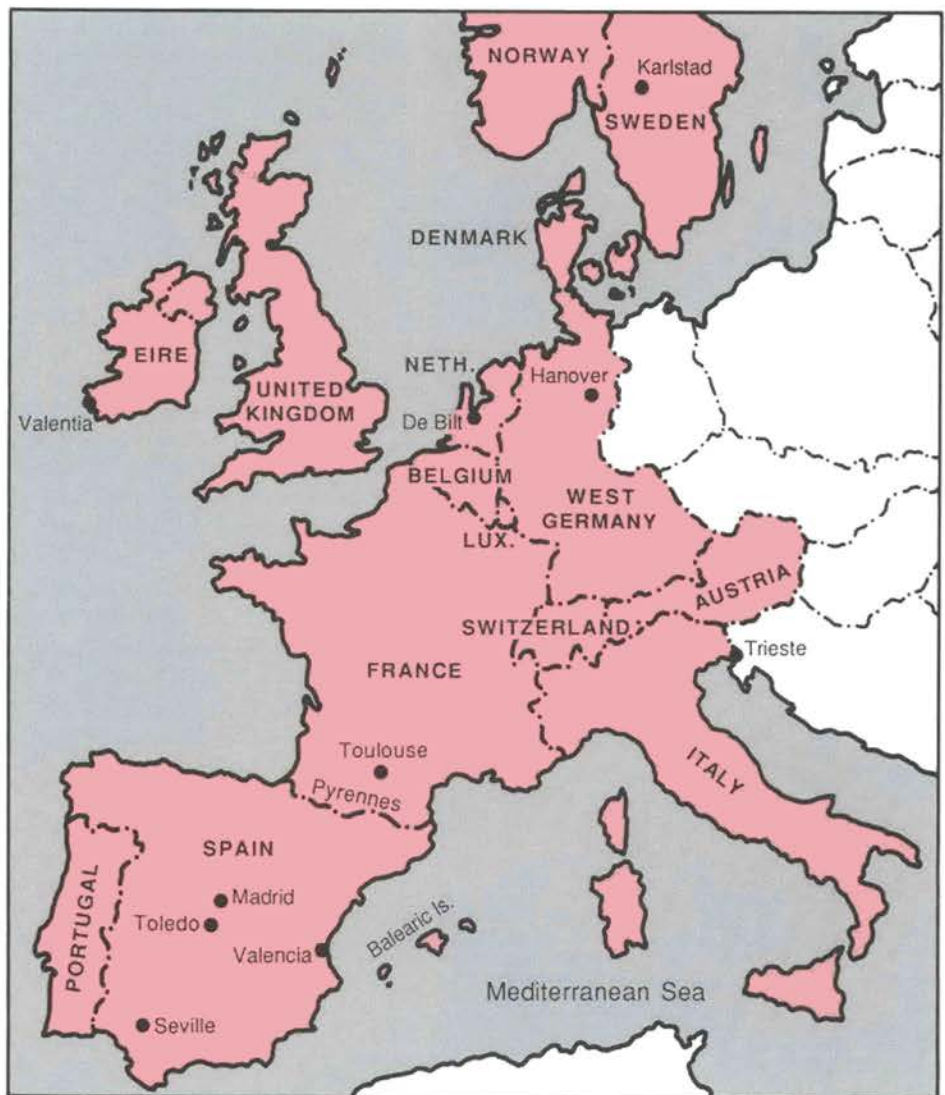 NORWAY
Karlstad
SWEDEN
DENMARK
EIRE
NETH.
Hanover
UNITED
KINGDOM
Valentia
De Bilt
BELGIUM
WEST
GERMANY
LUX.
AUSTRIA
SWITZERLAND
Trieste
FRANCE
Toulouse
ITALY
Pyrennes
SPAIN
Madrid
PORTUGAL
Toledo
Balearic Is.
Valencia
Mediterranean Sea
Seville